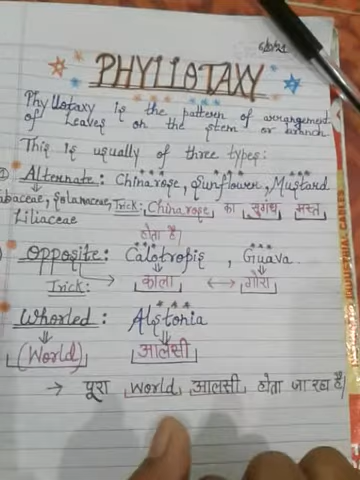 PHYLLOTAXY
Phyllotaxy is the pattern of arrangement
of leaves on the stem or branch
This is usually of three types:
Alternate: China rose, Sunflower, Mustard
abaceae, Solanaceae, Trick: China rose का सुगंध मस्त
Liliaceae
होता है।
Opposite: Calotropis, Guava
Trick: → काला ↔ गोरा
Whorled: Alstonia
(World) आलसी
→ पूरा World आलसी होता जा रहा है।